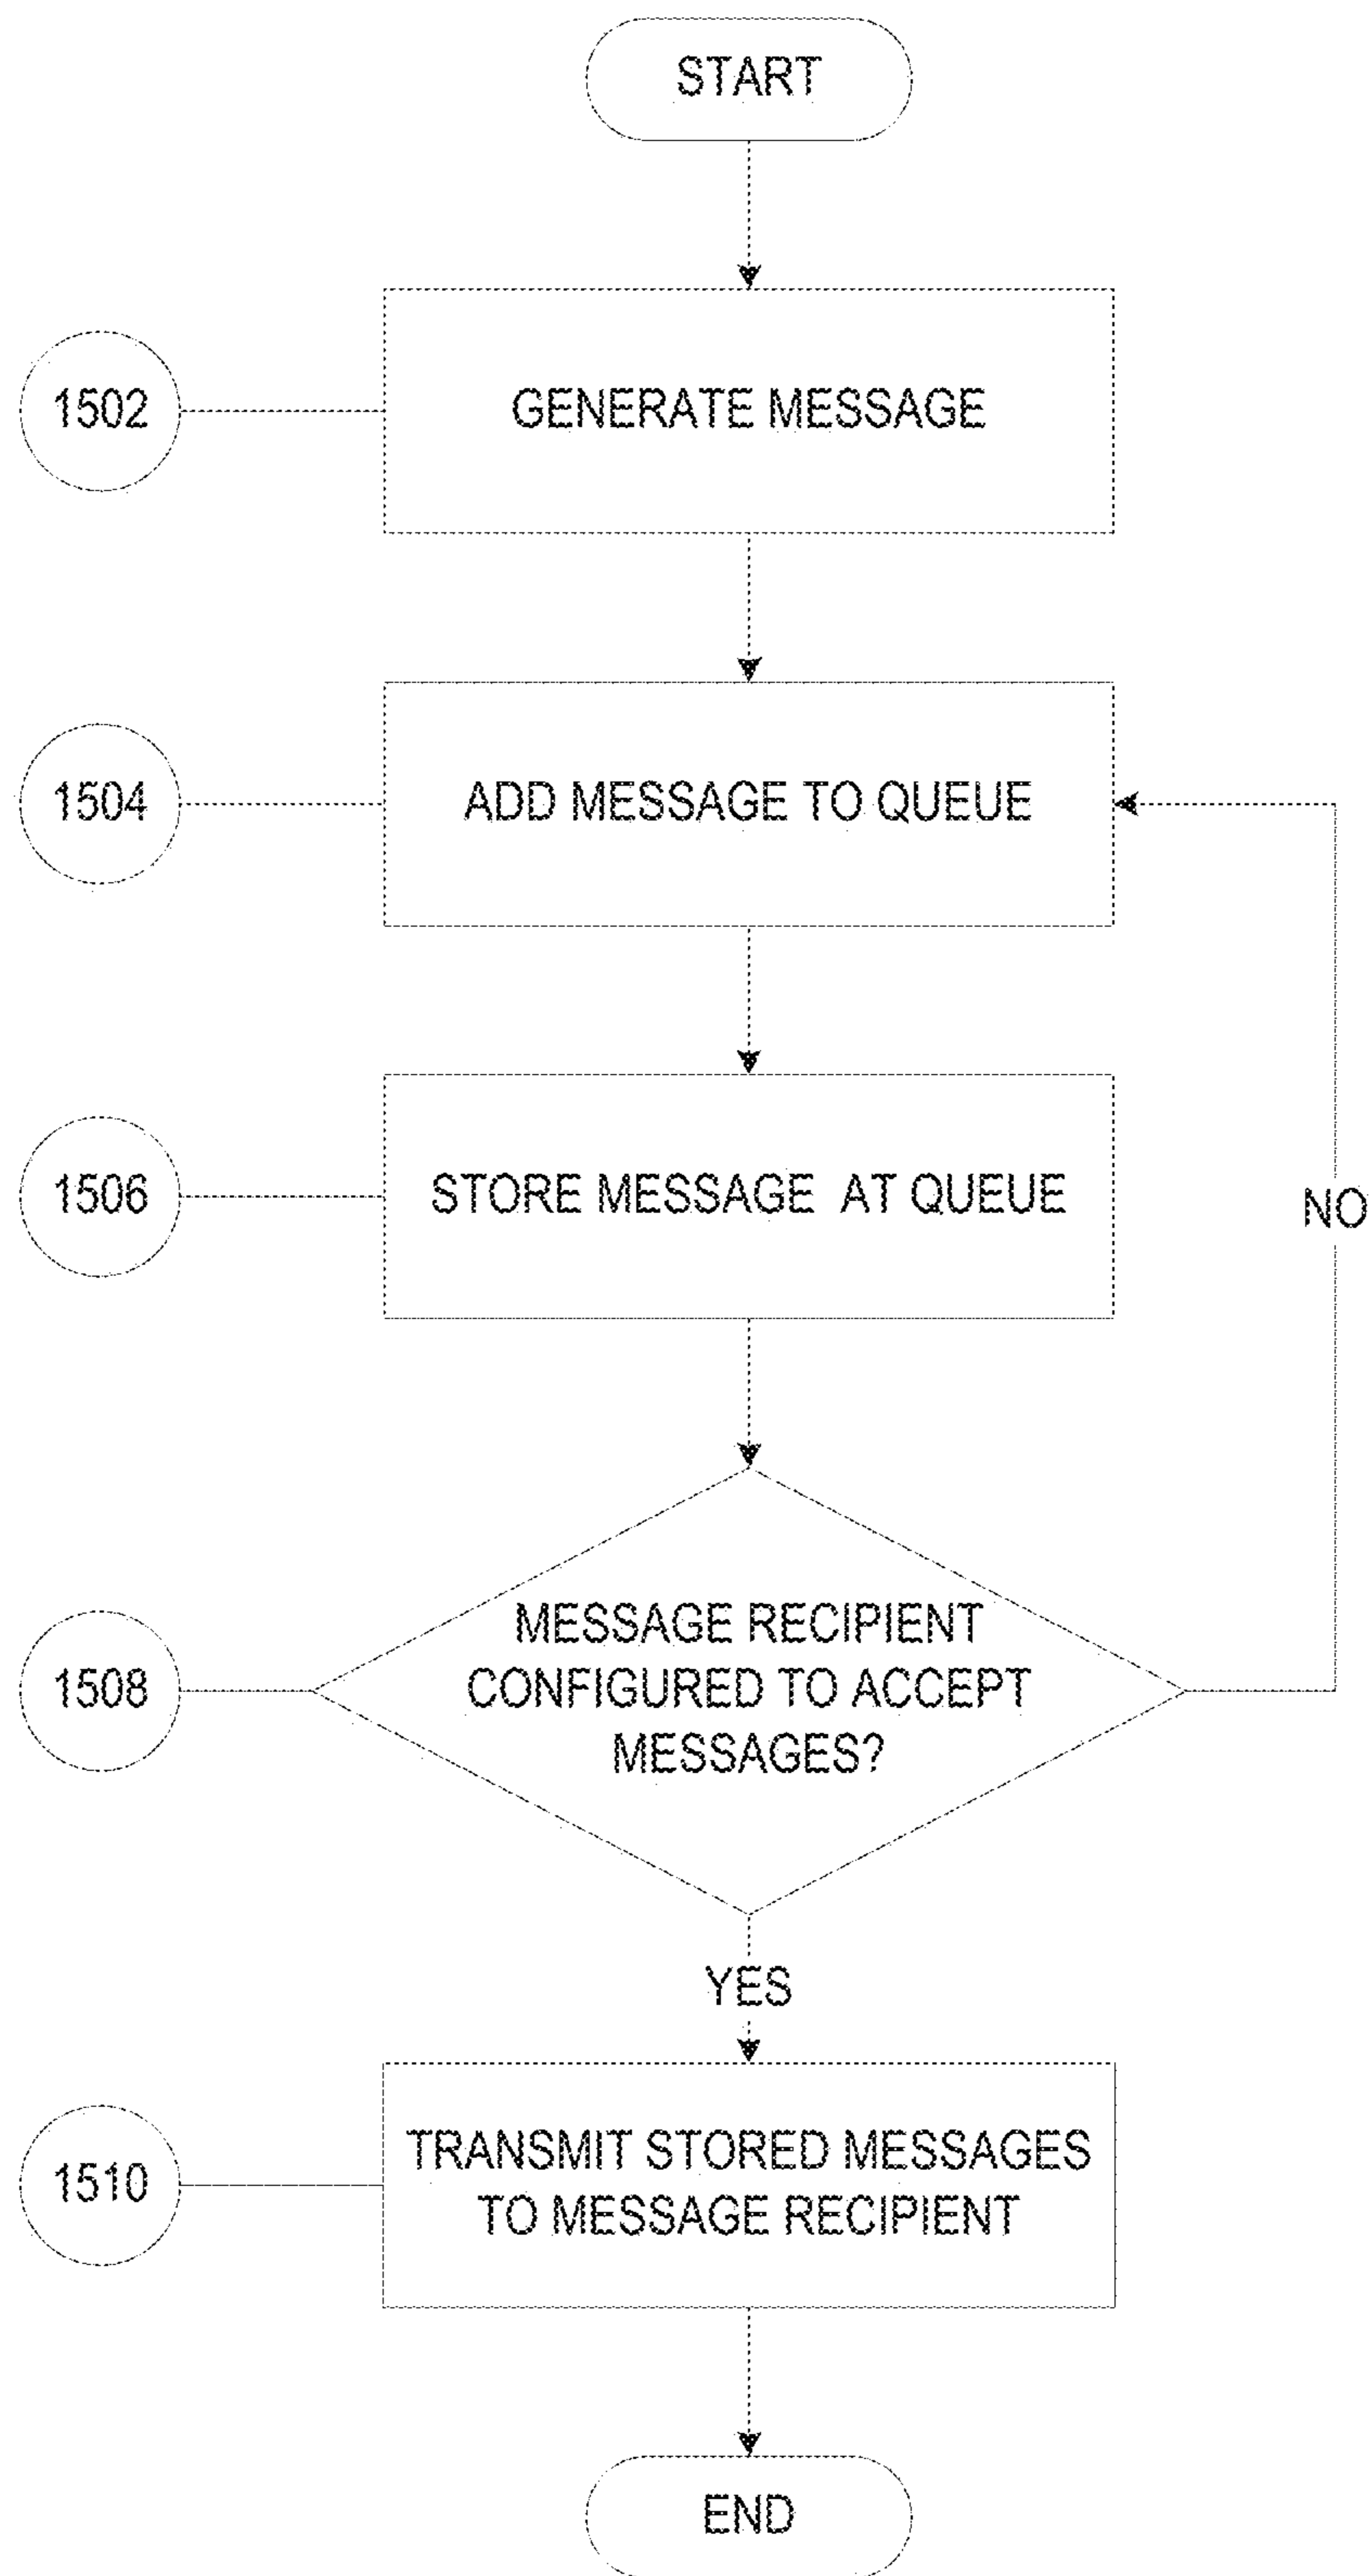 START
1502
GENERATE MESSAGE
1504
ADD MESSAGE TO QUEUE
1506
STORE MESSAGE AT QUEUE
NO
1508
MESSAGE RECIPIENT
CONFIGURED TO ACCEPT
MESSAGES?
YES
1510
TRANSMIT STORED MESSAGES
TO MESSAGE RECIPIENT
END